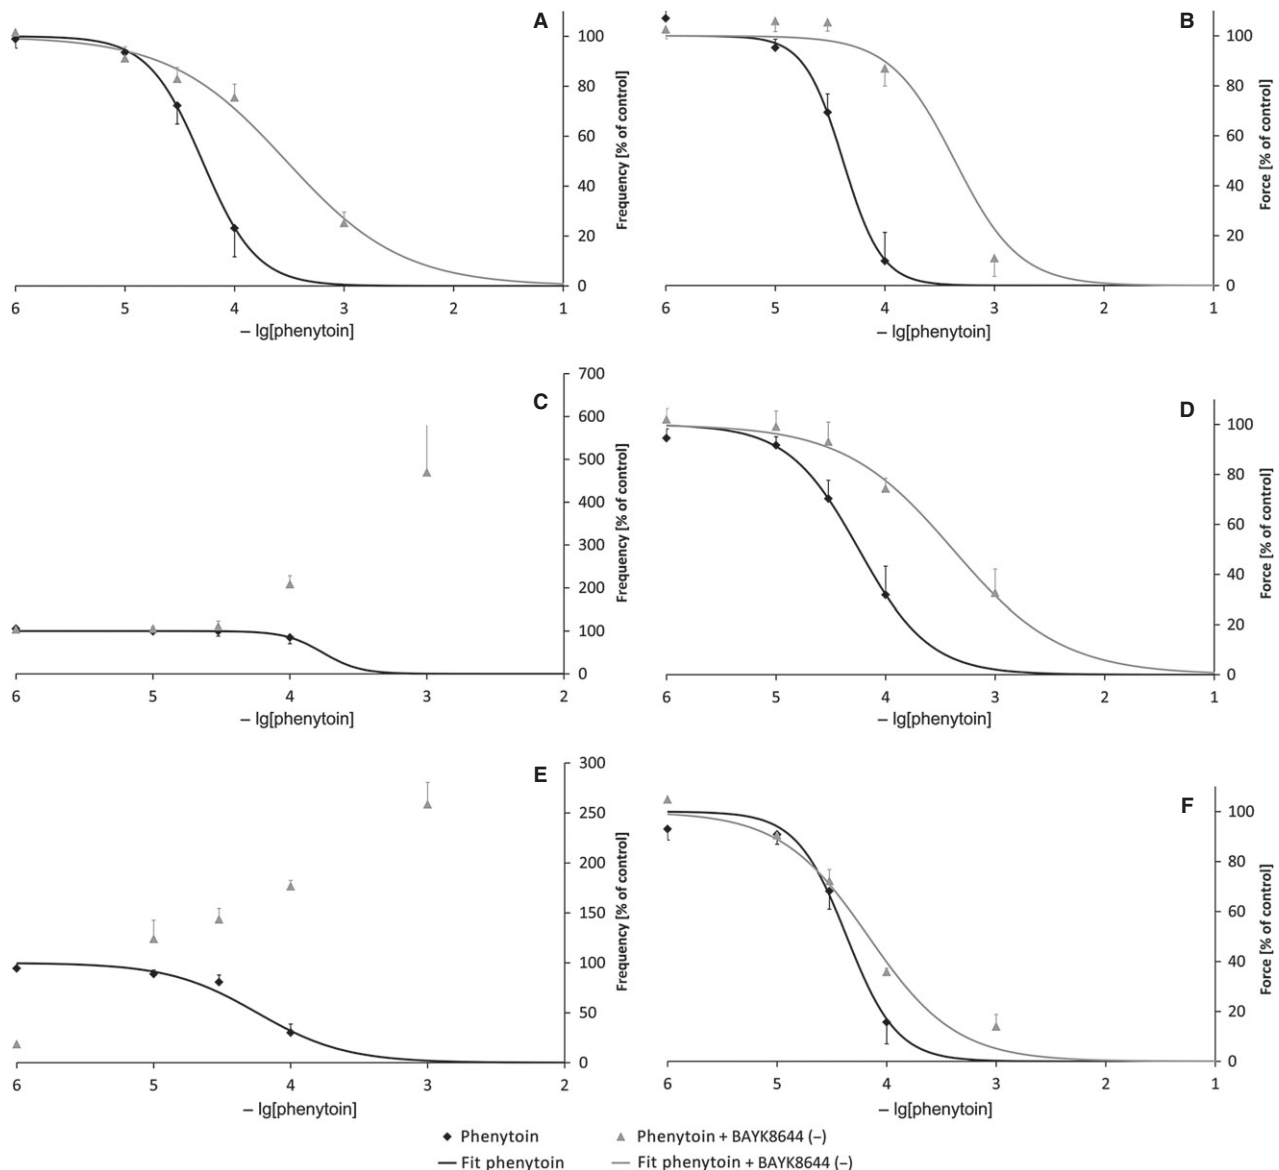 A
100
80
60
40
20
0
Frequency [% of control]
6 5 4 3 2 1
– lg[phenytoin]
B
100
80
60
40
20
0
Force [% of control]
6 5 4 3 2 1
– lg[phenytoin]
C
700
600
500
400
300
200
100
0
Frequency [% of control]
6 5 4 3 2
– lg[phenytoin]
D
100
80
60
40
20
0
Force [% of control]
6 5 4 3 2 1
– lg[phenytoin]
E
300
250
200
150
100
50
0
Frequency [% of control]
6 5 4 3 2
– lg[phenytoin]
F
100
80
60
40
20
0
Force [% of control]
6 5 4 3 2 1
– lg[phenytoin]
Phenytoin
Phenytoin + BAYK8644 (–)
Fit phenytoin
Fit phenytoin + BAYK8644 (–)